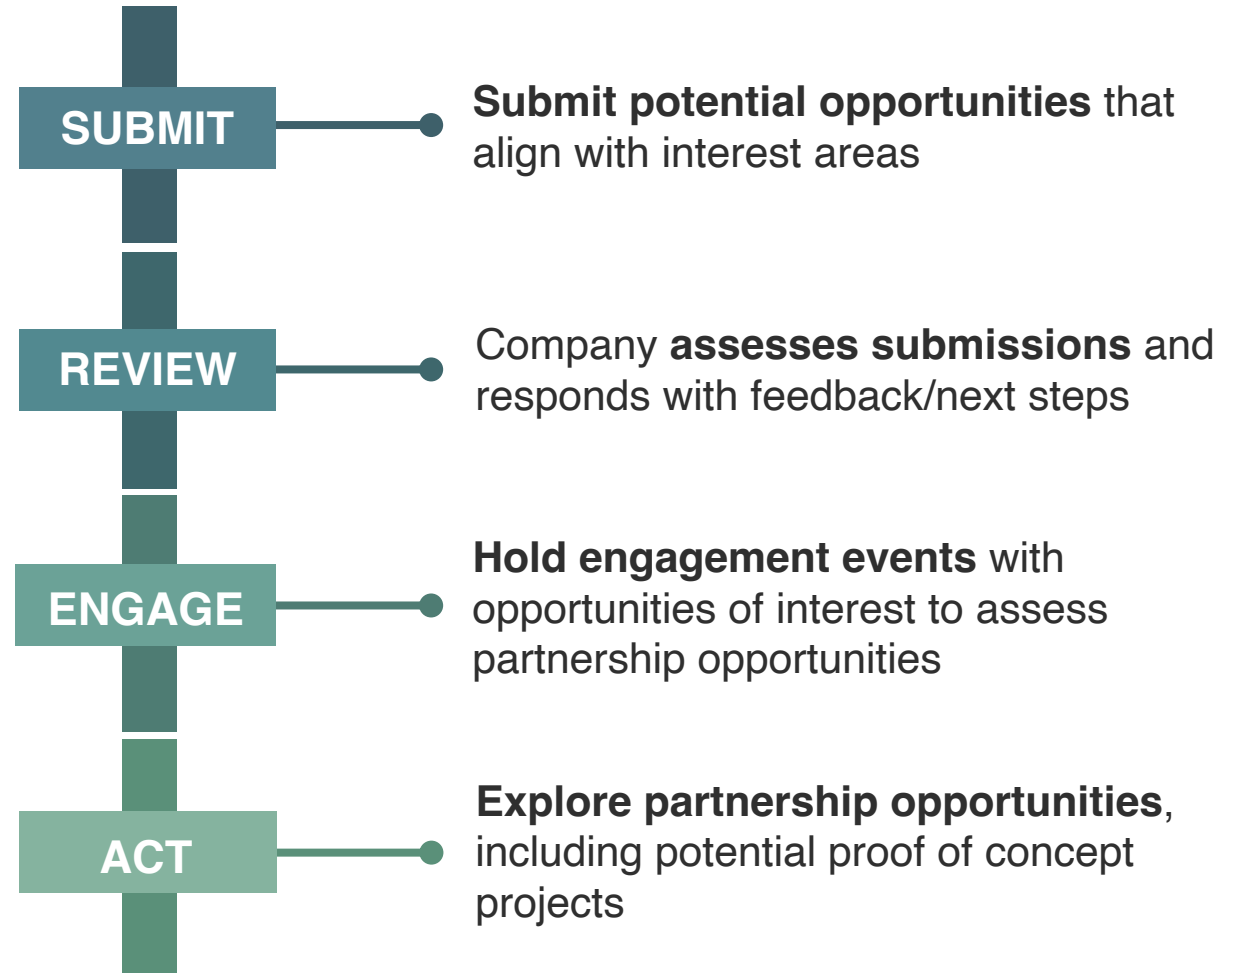 SUBMIT
Submit potential opportunities that
align with interest areas
REVIEW
Company assesses submissions and
responds with feedback/next steps
ENGAGE
Hold engagement events with
opportunities of interest to assess
partnership opportunities
ACT
Explore partnership opportunities,
including potential proof of concept
projects